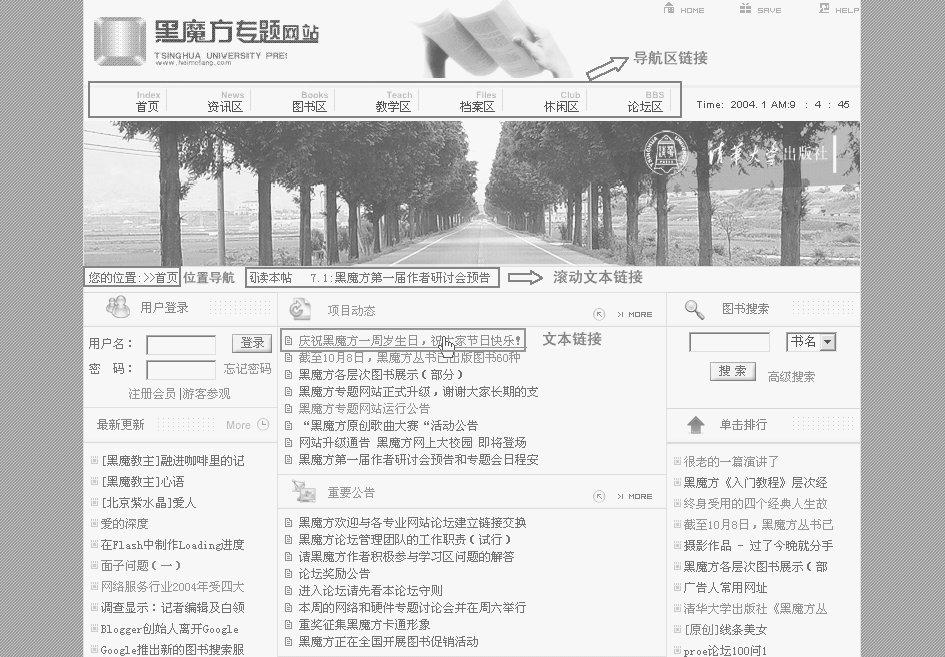 HOME SAVE HELP
黑魔方专题网站
TSINGHUA UNIVERSITY PRES
www.heimofang.com
导航区链接
Index News Books Teach Files Club BBS
首页 资讯区 图书区 教学区 档案区 休闲区 论坛区
Time: 2004. 1 AM:9 : 4 : 45
清华大学出版社
您的位置:>>首页 位置导航
阅读本帖 7.1:黑魔方第一届作者研讨会预告
滚动文本链接
用户登录
用户名:
登录
密 码:
忘记密码
注册会员|游客参观
最新更新 More
[黑魔教主]融进咖啡里的记
[黑魔教主]心语
[北京紫水晶]爱人
爱的深度
在Flash中制作Loading进度
面子问题(一)
网络服务行业2004年受四大
调查显示:记者编辑及白领
Blogger创始人离开Google
Google推出新的图书搜索服
项目动态 MORE
庆祝黑魔方一周岁生日,祝大家节日快乐!
文本链接
截至10月8日,黑魔方丛书已出版图书60种
黑魔方各层次图书展示(部分)
黑魔方专题网站正式升级,谢谢大家长期的支
黑魔方专题网站运行公告
“黑魔方原创歌曲大赛“活动公告
网站升级通告 黑魔方网上大校园 即将登场
黑魔方第一届作者研讨会预告和专题会日程安
重要公告 MORE
黑魔方欢迎与各专业网站论坛建立链接交换
黑魔方论坛管理团队的工作职责(试行)
请黑魔方作者积极参与学习区问题的解答
论坛奖励公告
进入论坛请先看本论坛守则
本周的网络和硬件专题讨论会并在周六举行
重奖征集黑魔方卡通形象
黑魔方正在全国开展图书促销活动
图书搜索
书名
搜 索
高级搜索
单击排行
很老的一篇演讲了
黑魔方《入门教程》层次经
终身受用的四个经典人生故
截至10月8日,黑魔方丛书已
摄影作品 - 过了今晚就分手
黑魔方各层次图书展示(部
广告人常用网址
清华大学出版社《黑魔方丛
[原创]线条美女
proe论坛100问1